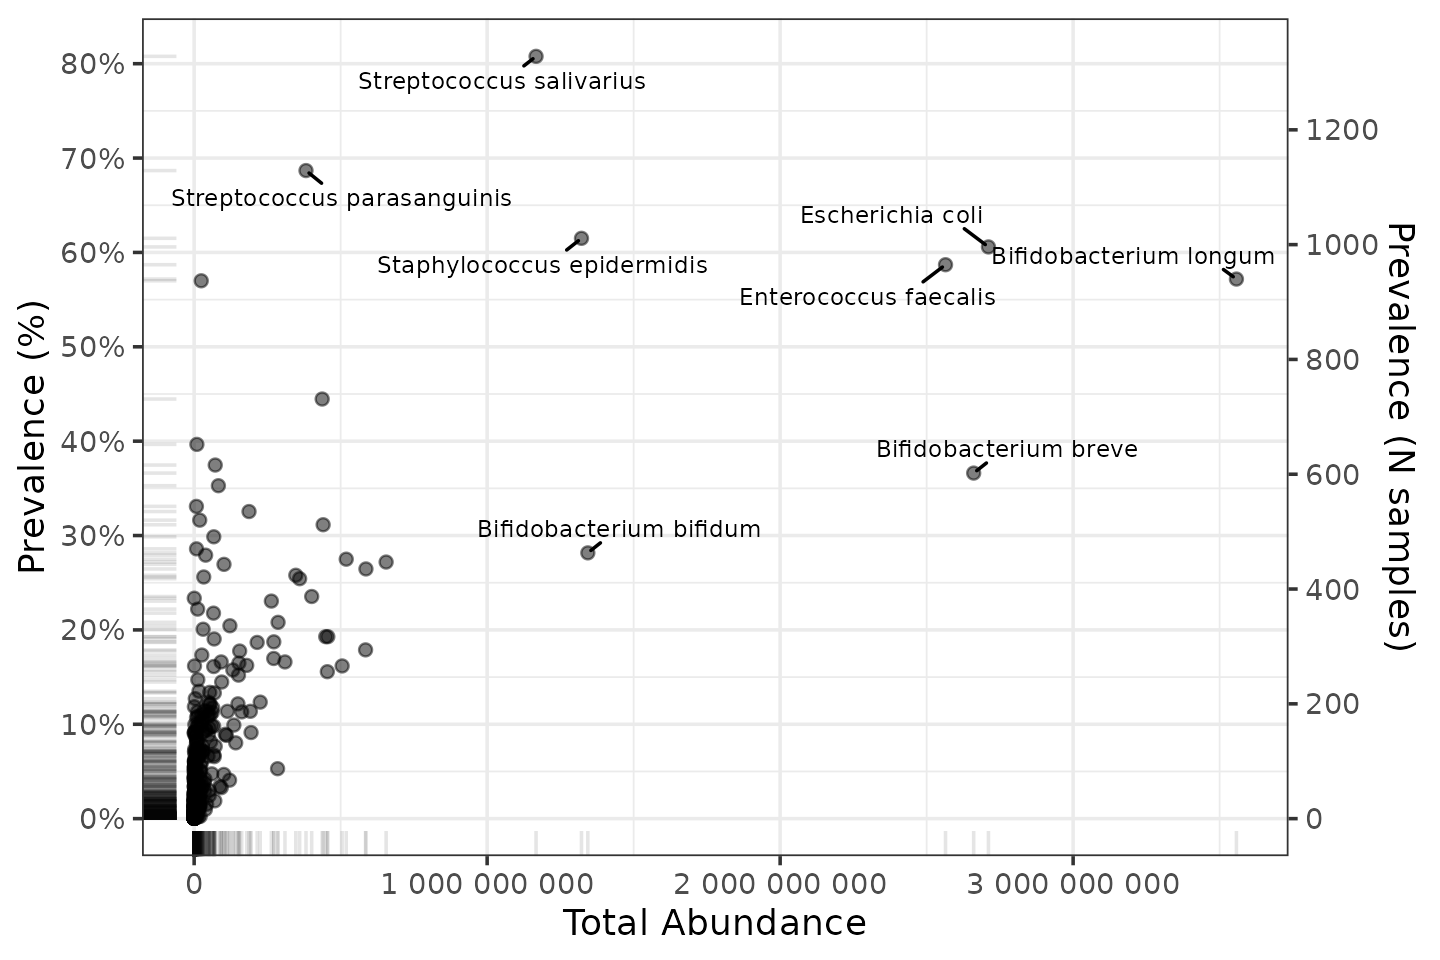 Streptococcus salivarius
Streptococcus parasanguinis
Escherichia coli
Bifidobacterium longum
Staphylococcus epidermidis
Enterococcus faecalis
Bifidobacterium breve
Bifidobacterium bifidum
80%
70%
60%
50%
40%
30%
20%
10%
0%
Prevalence (%)
1200
1000
800
600
400
200
0
Prevalence (N samples)
0
1 000 000 000
2 000 000 000
3 000 000 000
Total Abundance